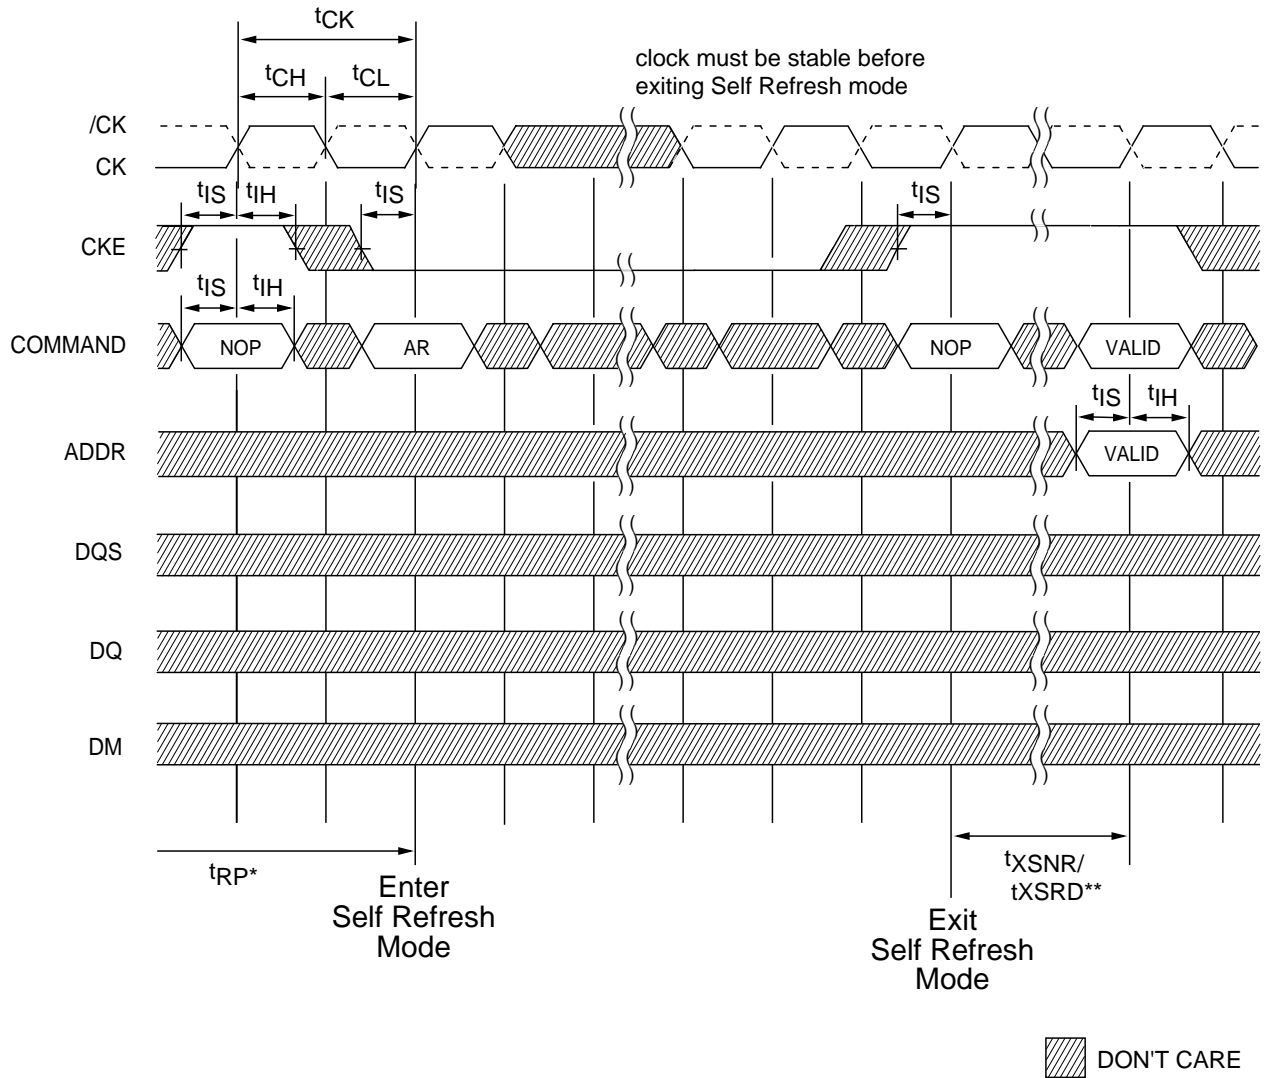 tCK
clock must be stable before
exiting Self Refresh mode
tCH
tCL
/CK
CK
tIS
tIH
tIS
tIS
CKE
tIS
tIH
COMMAND
NOP
AR
NOP
VALID
tIS
tIH
ADDR
VALID
DQS
DQ
DM
tRP*
Enter
Self Refresh
Mode
tXSNR/
tXSRD**
Exit
Self Refresh
Mode
DON'T CARE